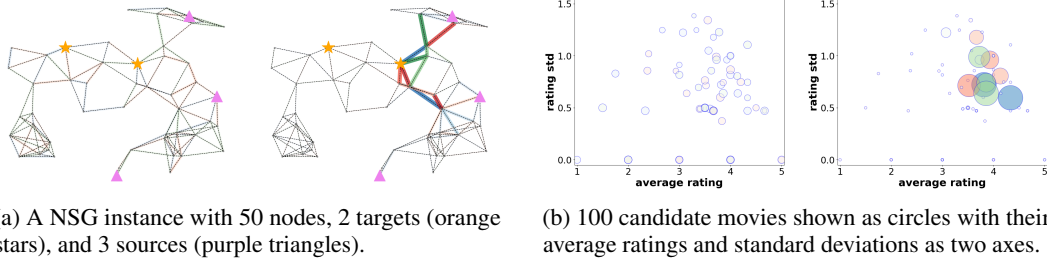 1.5
1.0
0.5
0.0
rating std
1
2
3
4
5
average rating
1.5
1.0
0.5
0.0
rating std
1
2
3
4
5
average rating
a) A NSG instance with 50 nodes, 2 targets (orange
stars), and 3 sources (purple triangles).
(b) 100 candidate movies shown as circles with their
average ratings and standard deviations as two axes.